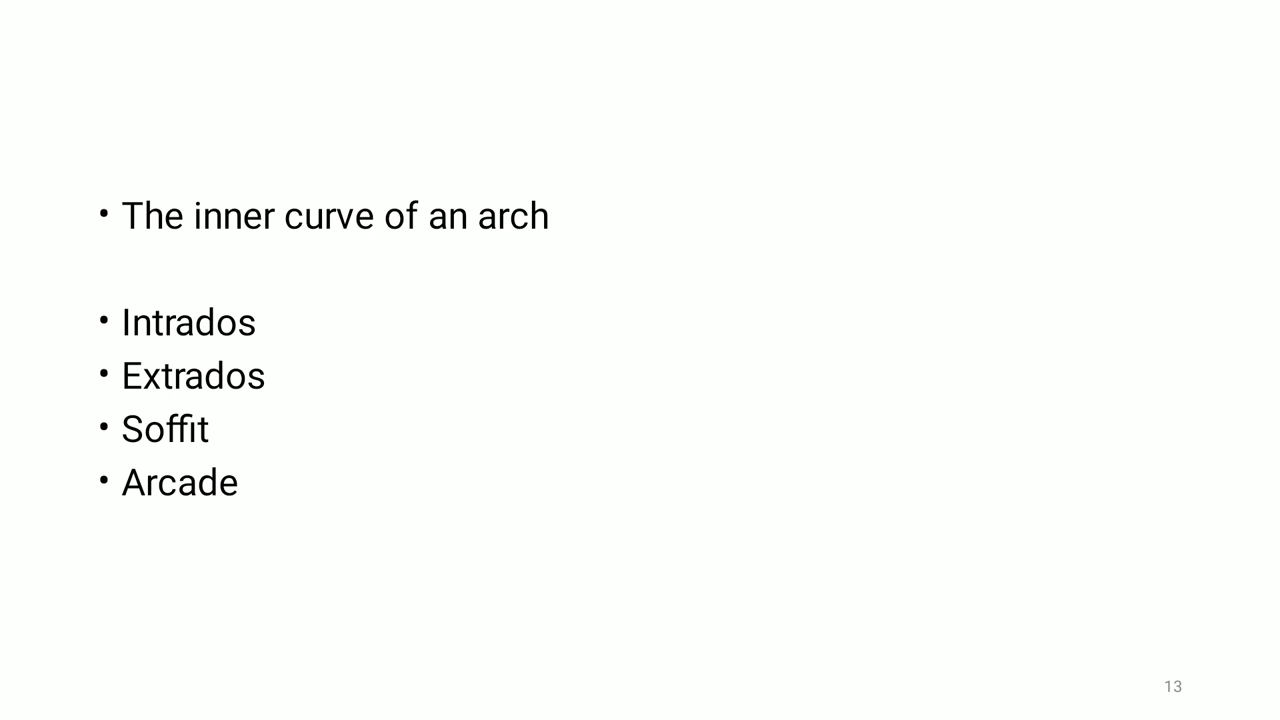 • The inner curve of an arch
• Intrados
• Extrados
• Soffit
• Arcade
13